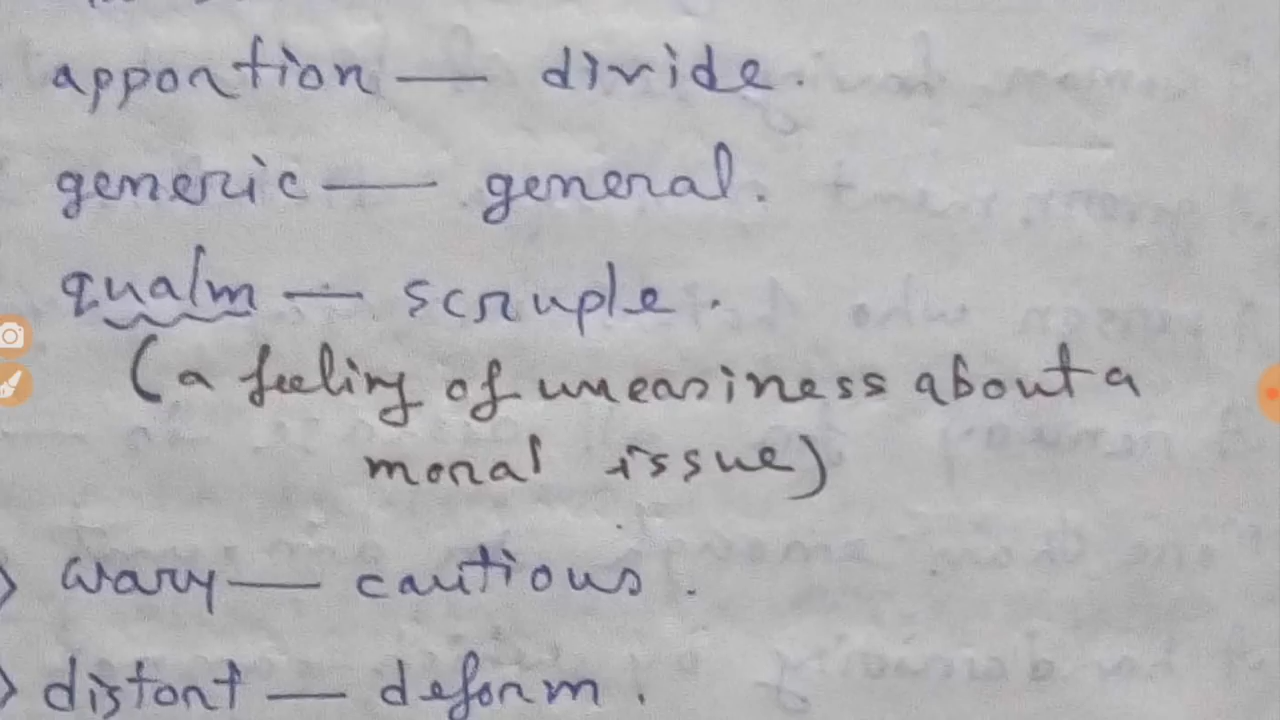 apportion — divide.
generic — general.
qualm — scruple.
(a feeling of uneasiness about a
moral issue)
wary — cautious.
distort — deform.